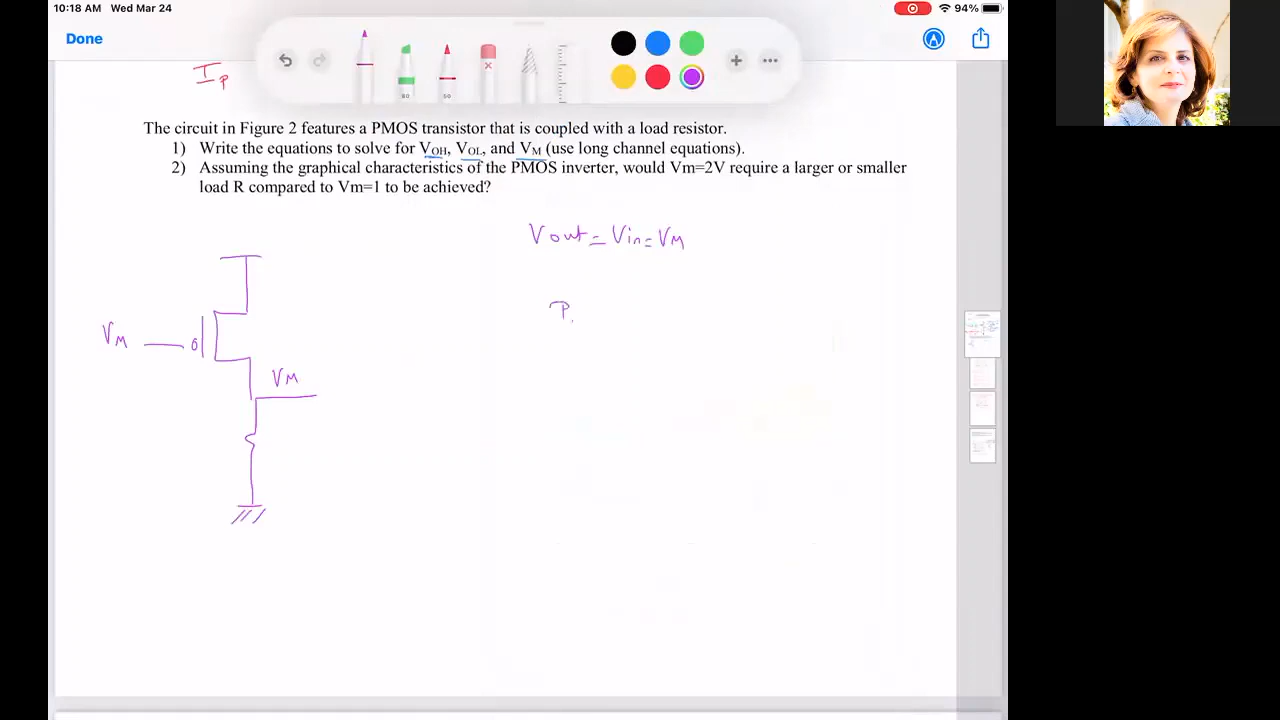 10:18 AM Wed Mar 24
94%
Done
80
50
Ip
The circuit in Figure 2 features a PMOS transistor that is coupled with a load resistor.
1) Write the equations to solve for VOH, VOL, and VM (use long channel equations).
2) Assuming the graphical characteristics of the PMOS inverter, would Vm=2V require a larger or smaller
load R compared to Vm=1 to be achieved?
Vout = Vin = VM
P
VM
VM